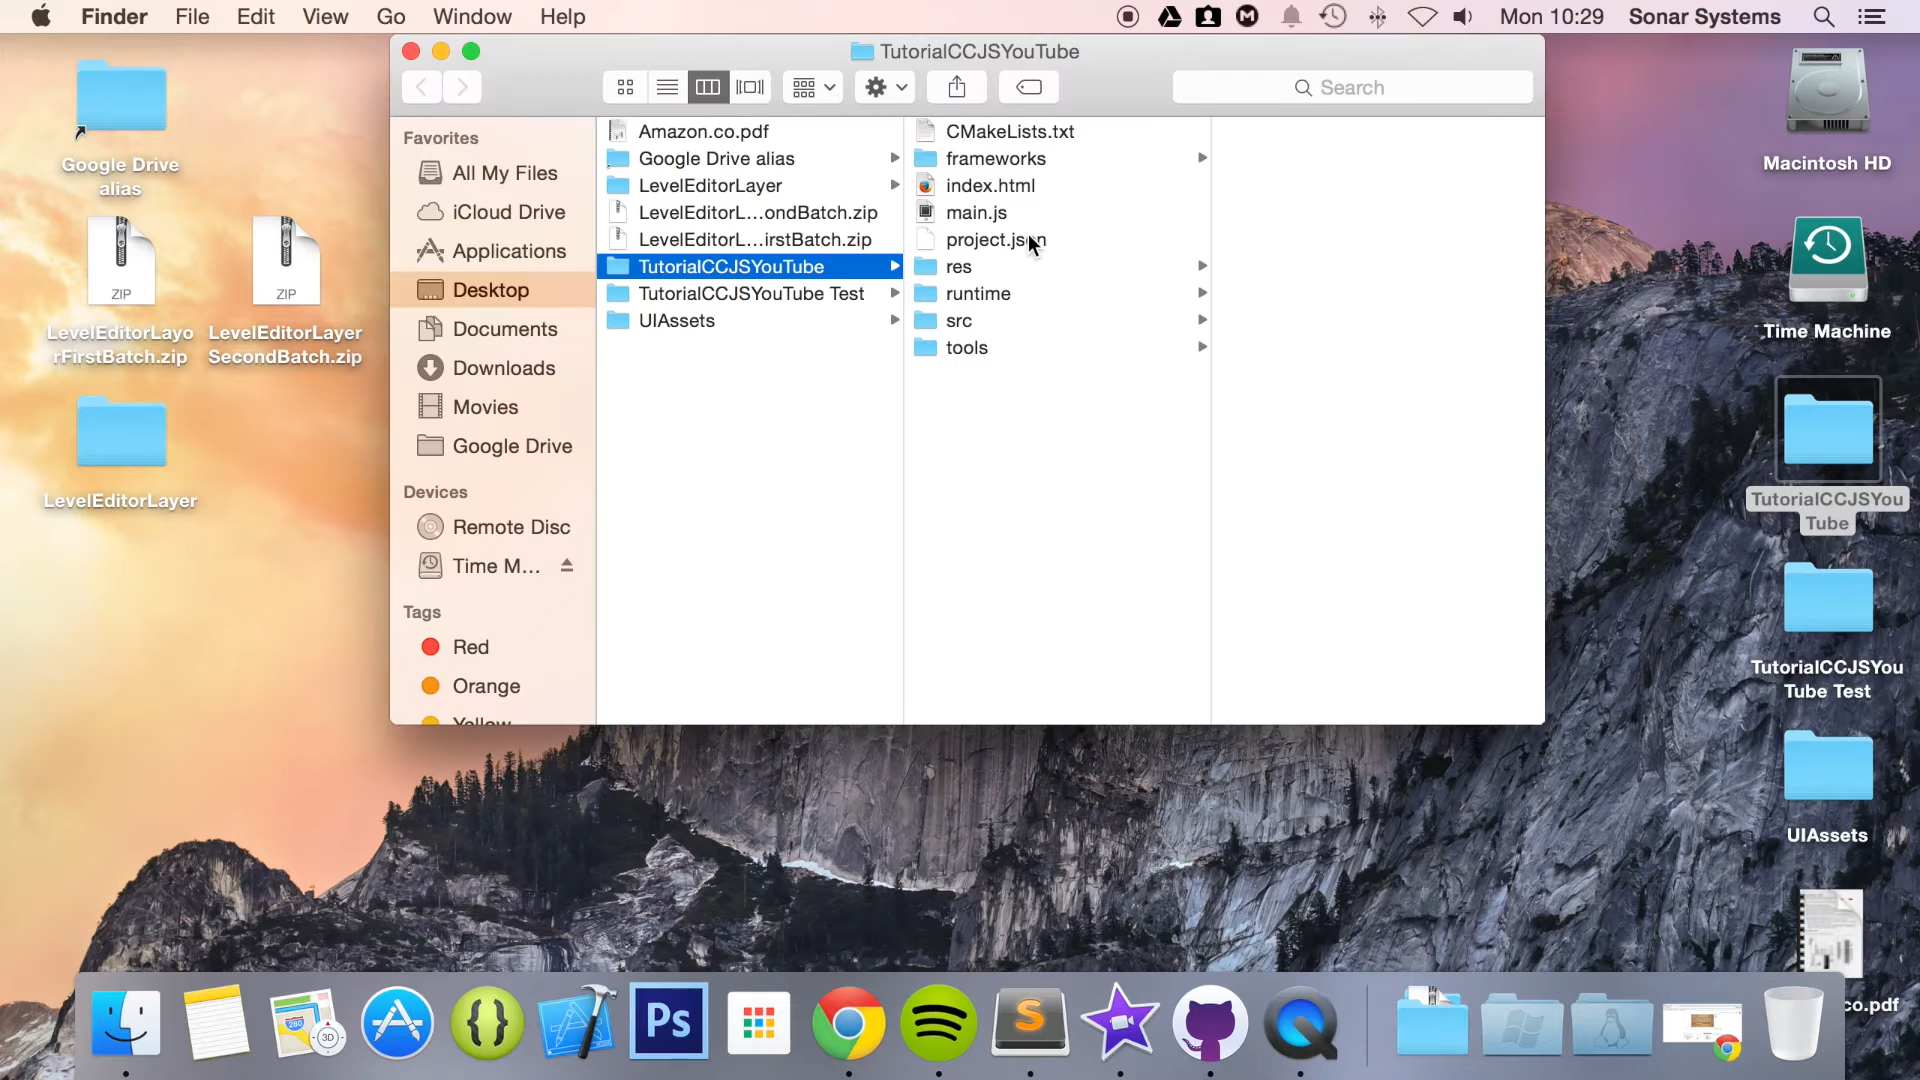 Finder File Edit View Go Window Help
Mon 10:29 Sonar Systems
TutorialCCJSYouTube
Search
Favorites
All My Files
iCloud Drive
Applications
Desktop
Documents
Downloads
Movies
Google Drive
Devices
Remote Disc
Time M...
Tags
Red
Orange
Yellow
Amazon.co.pdf
Google Drive alias
LevelEditorLayer
LevelEditorL...ondBatch.zip
LevelEditorL...irstBatch.zip
TutorialCCJSYouTube
TutorialCCJSYouTube Test
UIAssets
CMakeLists.txt
frameworks
index.html
main.js
project.json
res
runtime
src
tools
Google Drive
alias
ZIP
LevelEditorLayo
rFirstBatch.zip
ZIP
LevelEditorLayer
SecondBatch.zip
LevelEditorLayer
Macintosh HD
Time Machine
TutorialCCJSYou
Tube
TutorialCCJSYou
Tube Test
UIAssets
co.pdf
280
3D
Ps
S